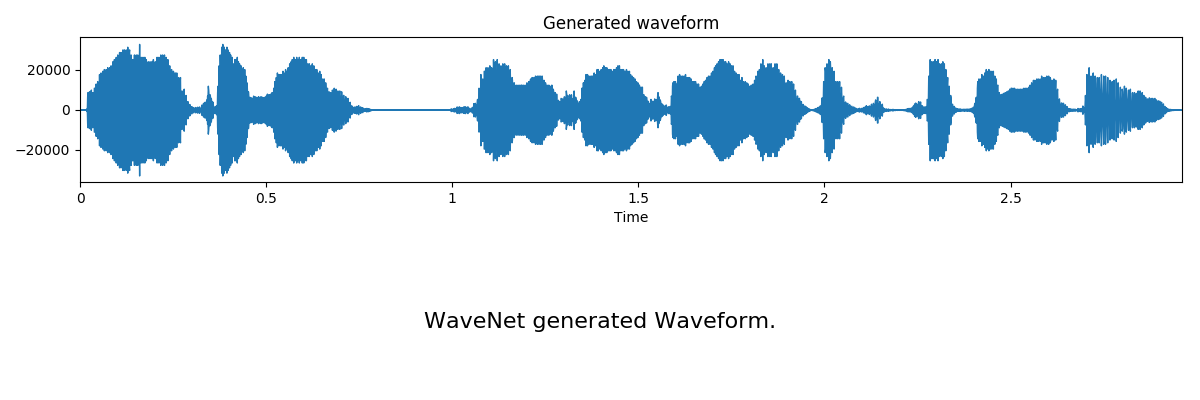 Generated waveform
20000
0
−20000
0 0.5 1 1.5 2 2.5
Time
WaveNet generated Waveform.